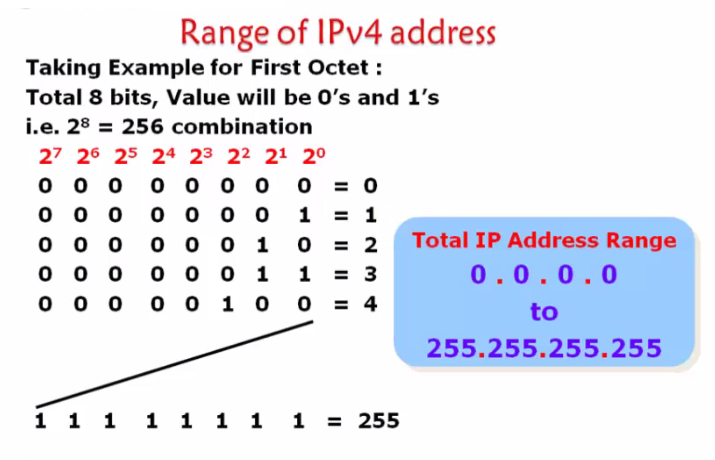 Range of IPv4 address
Taking Example for First Octet :
Total 8 bits, Value will be 0's and 1's
i.e. 2⁸ = 256 combination
2⁷ 2⁶ 2⁵ 2⁴ 2³ 2² 2¹ 2⁰
0 0 0 0 0 0 0 0 = 0
0 0 0 0 0 0 0 1 = 1
0 0 0 0 0 0 1 0 = 2
0 0 0 0 0 0 1 1 = 3
0 0 0 0 0 1 0 0 = 4
1 1 1 1 1 1 1 1 = 255
Total IP Address Range
0 . 0 . 0 . 0
to
255.255.255.255